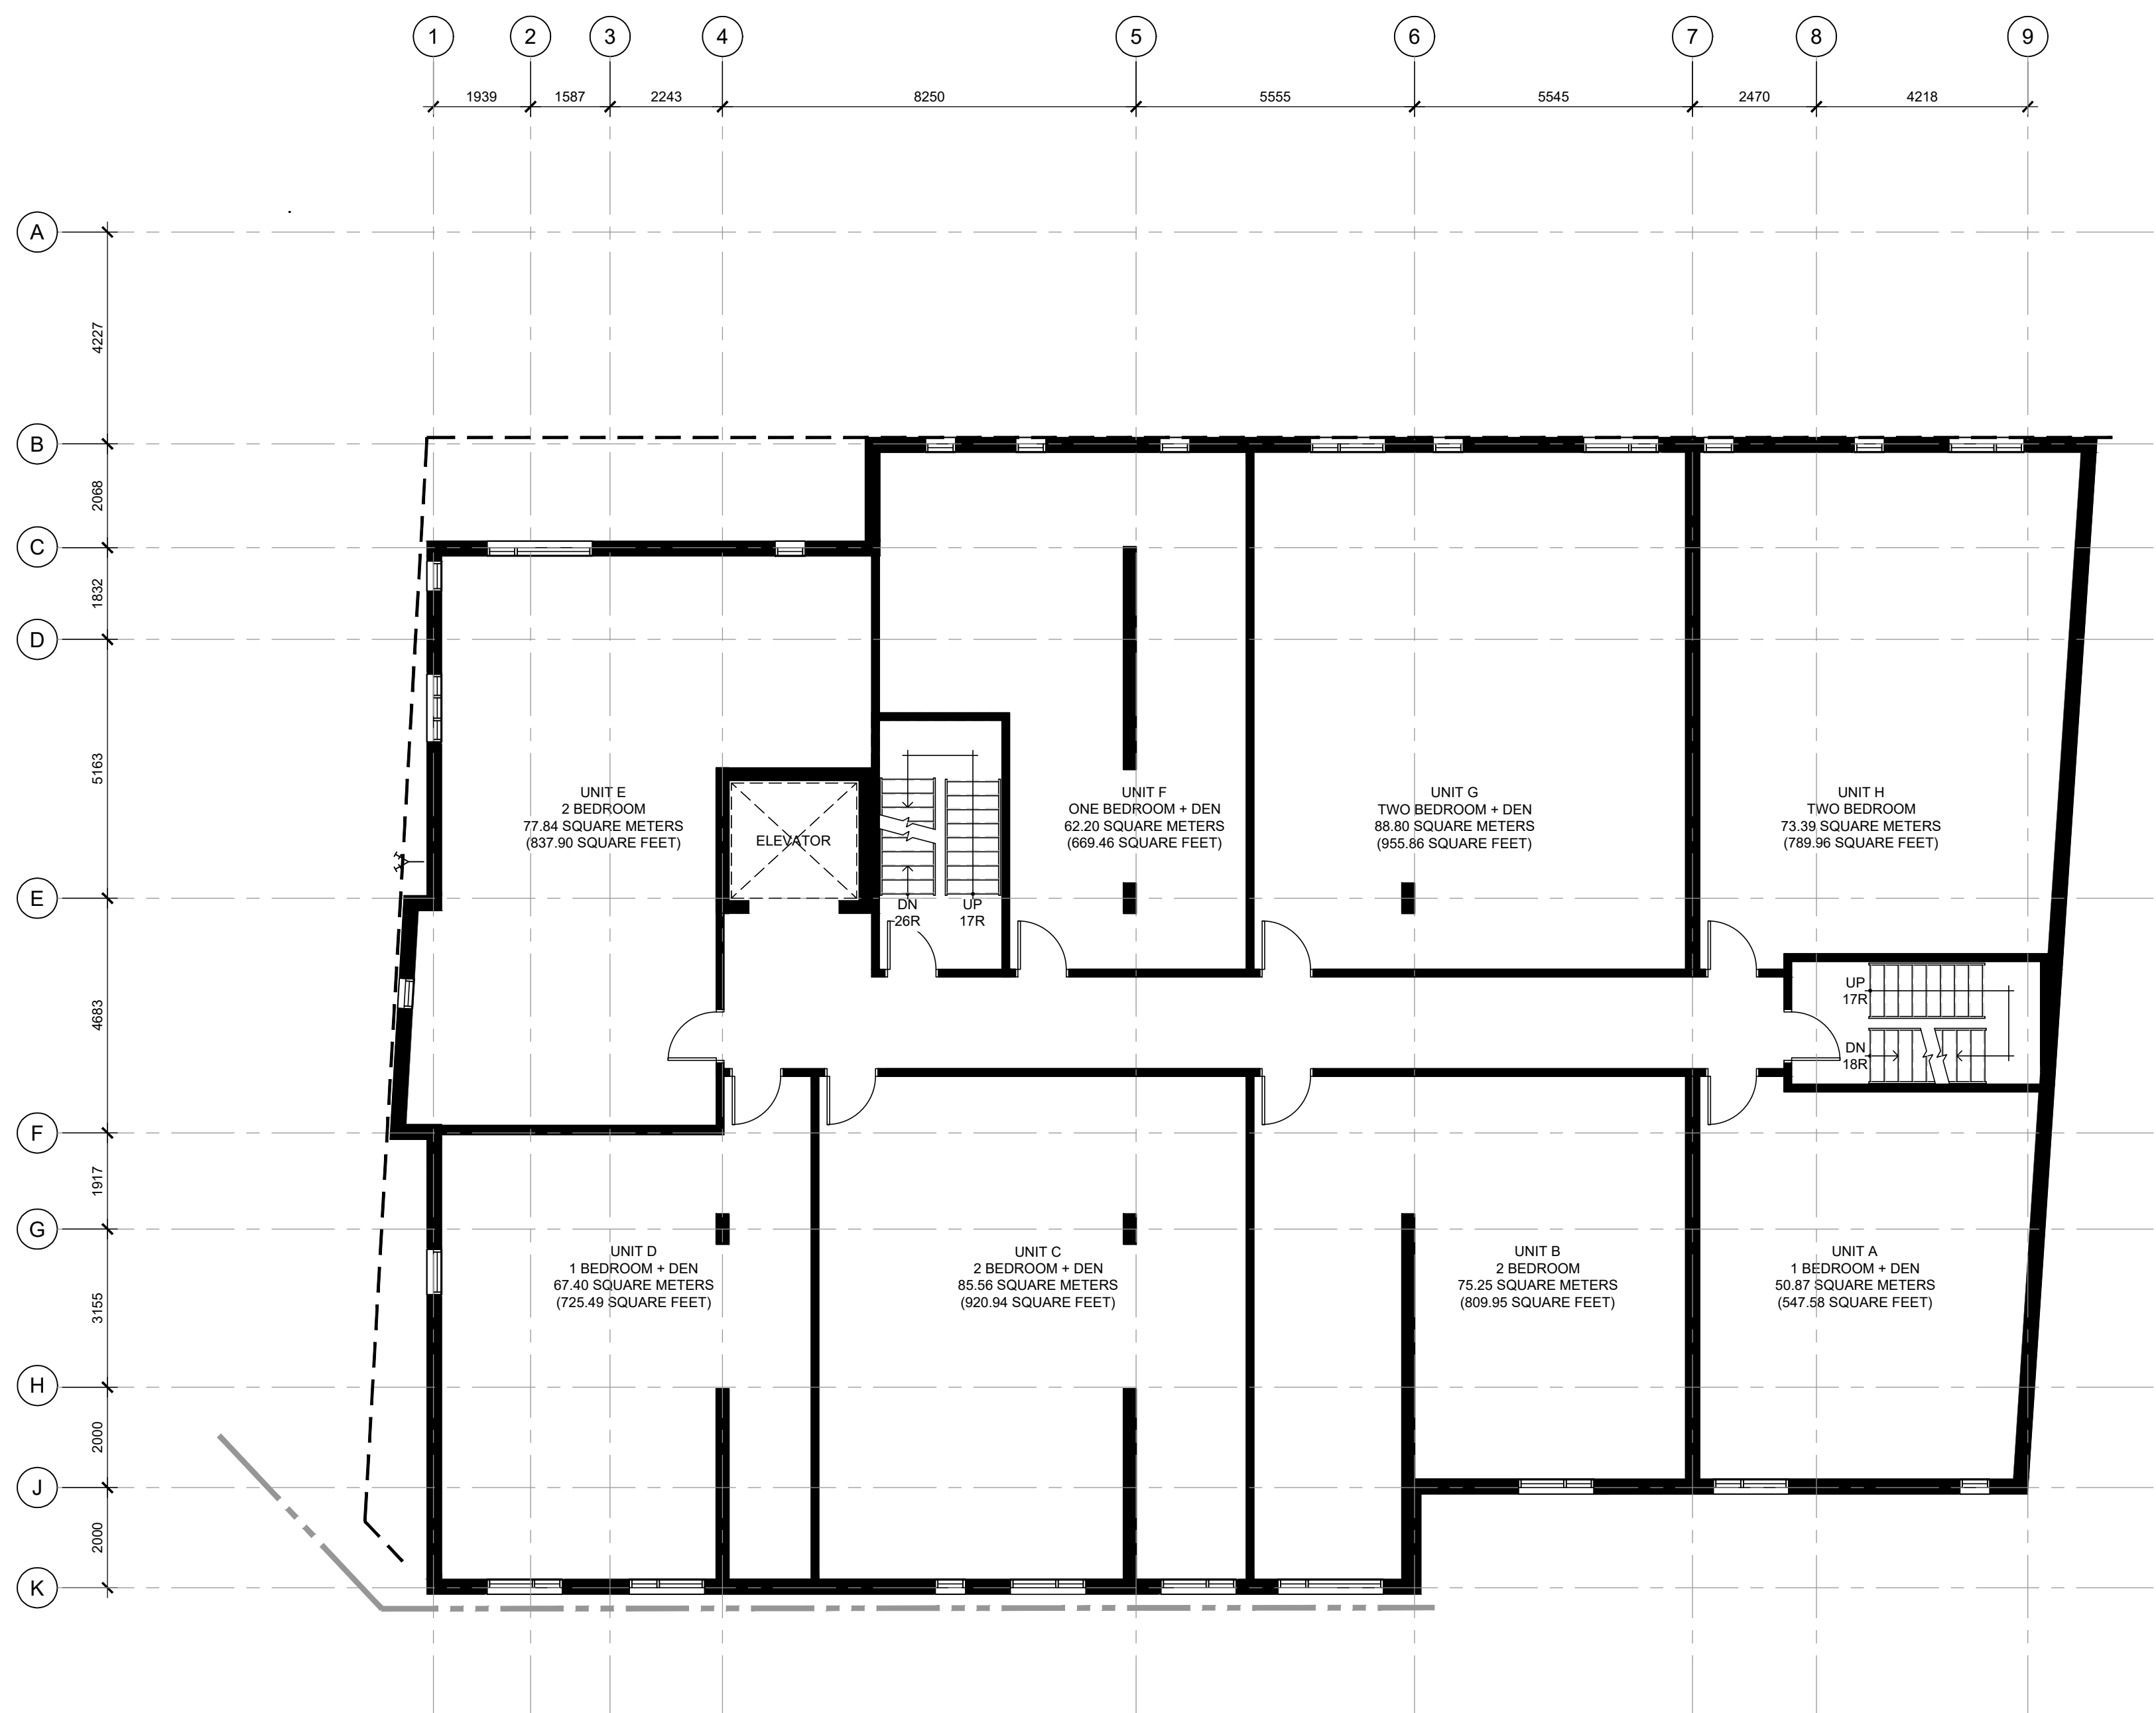 1 2 3 4 5 6 7 8 9
1939 1587 2243 8250 5555 5545 2470 4218
A
4227
B
2068
C
1832
D
5163
E
4683
F
1917
G
3155
H
2000
J
2000
K
UNIT E
2 BEDROOM
77.84 SQUARE METERS
(837.90 SQUARE FEET)
ELEVATOR
DN
26R
UP
17R
UNIT F
ONE BEDROOM + DEN
62.20 SQUARE METERS
(669.46 SQUARE FEET)
UNIT G
TWO BEDROOM + DEN
88.80 SQUARE METERS
(955.86 SQUARE FEET)
UNIT H
TWO BEDROOM
73.39 SQUARE METERS
(789.96 SQUARE FEET)
UP
17R
DN
18R
UNIT D
1 BEDROOM + DEN
67.40 SQUARE METERS
(725.49 SQUARE FEET)
UNIT C
2 BEDROOM + DEN
85.56 SQUARE METERS
(920.94 SQUARE FEET)
UNIT B
2 BEDROOM
75.25 SQUARE METERS
(809.95 SQUARE FEET)
UNIT A
1 BEDROOM + DEN
50.87 SQUARE METERS
(547.58 SQUARE FEET)